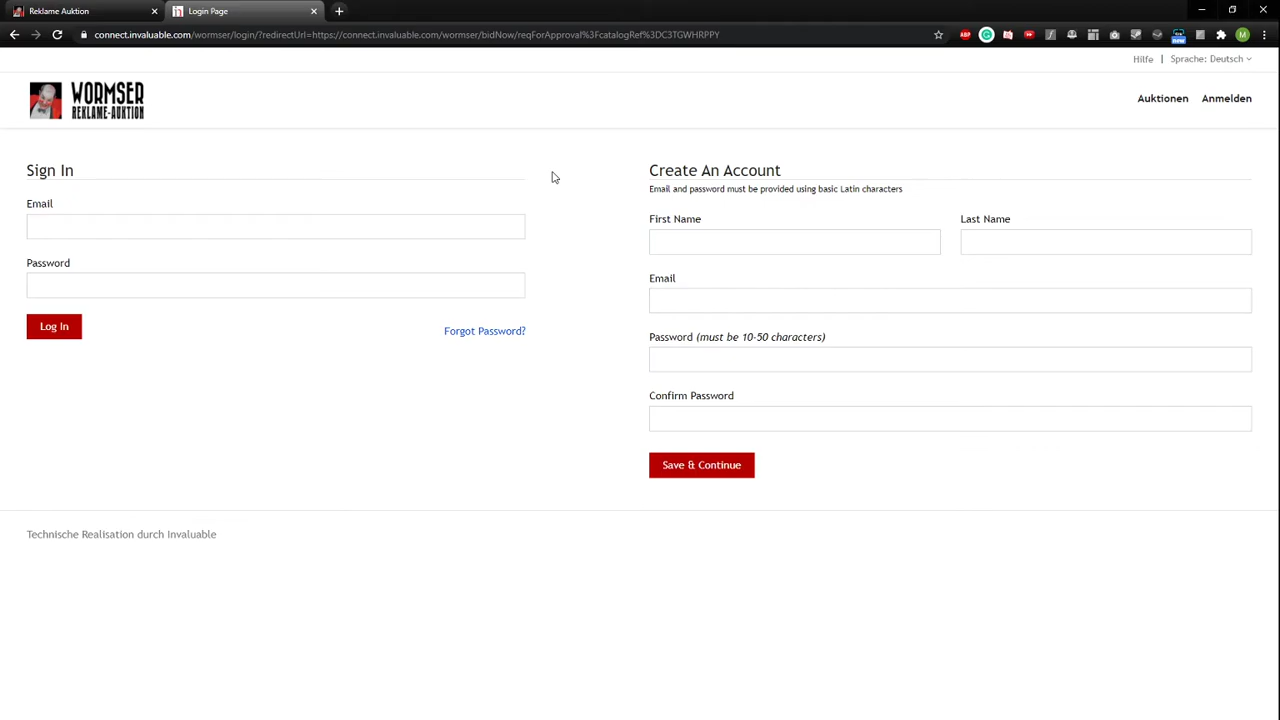 Reklame Auktion
Login Page
connect.invaluable.com/wormser/login/?redirectUrl=https://connect.invaluable.com/wormser/bidNow/reqForApproval%3FcatalogRef%3DC3TGWHRPPY
Hilfe | Sprache: Deutsch
WORMSER
REKLAME-AUKTION
Auktionen Anmelden
Sign In
Email
Password
Log In
Forgot Password?
Create An Account
Email and password must be provided using basic Latin characters
First Name Last Name
Email
Password (must be 10-50 characters)
Confirm Password
Save & Continue
Technische Realisation durch Invaluable